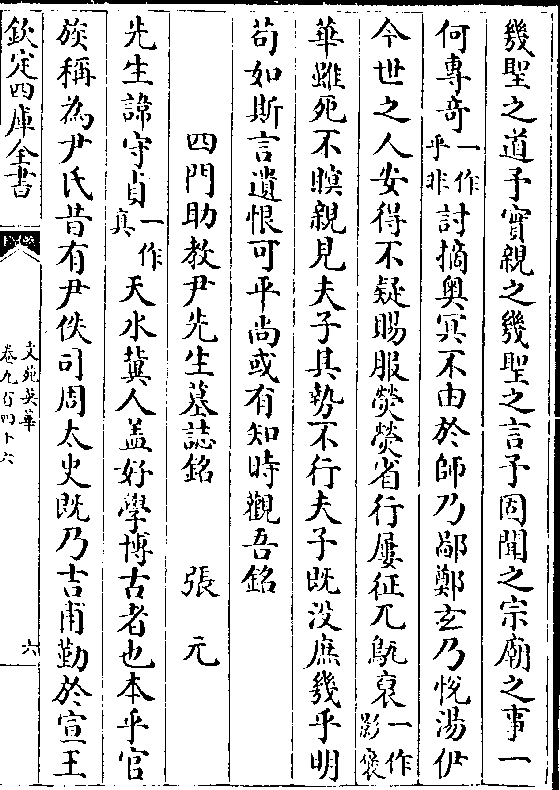 幾聖之道予實親之幾聖之言予固聞之宗廟之事一
何專奇一作乎非討摘奥冥不由於師乃鄙鄭玄乃悅湯伊
今世之人安得不疑賜服熒熒省行屢征兀鴧裒一作影褒
華雖死不瞑親見夫子其勢不行夫子既没庶幾乎明
苟如斯言遺恨可平尚或有知時觀吾銘
四門助教尹先生墓誌銘 張元
先生諱守貞一作真天水冀人盖好學博古者也本乎官
族稱為尹氏昔有尹佚司周太史既乃吉甫勤於宣王
欽定四庫全書
文苑英華
卷九百四十六
六